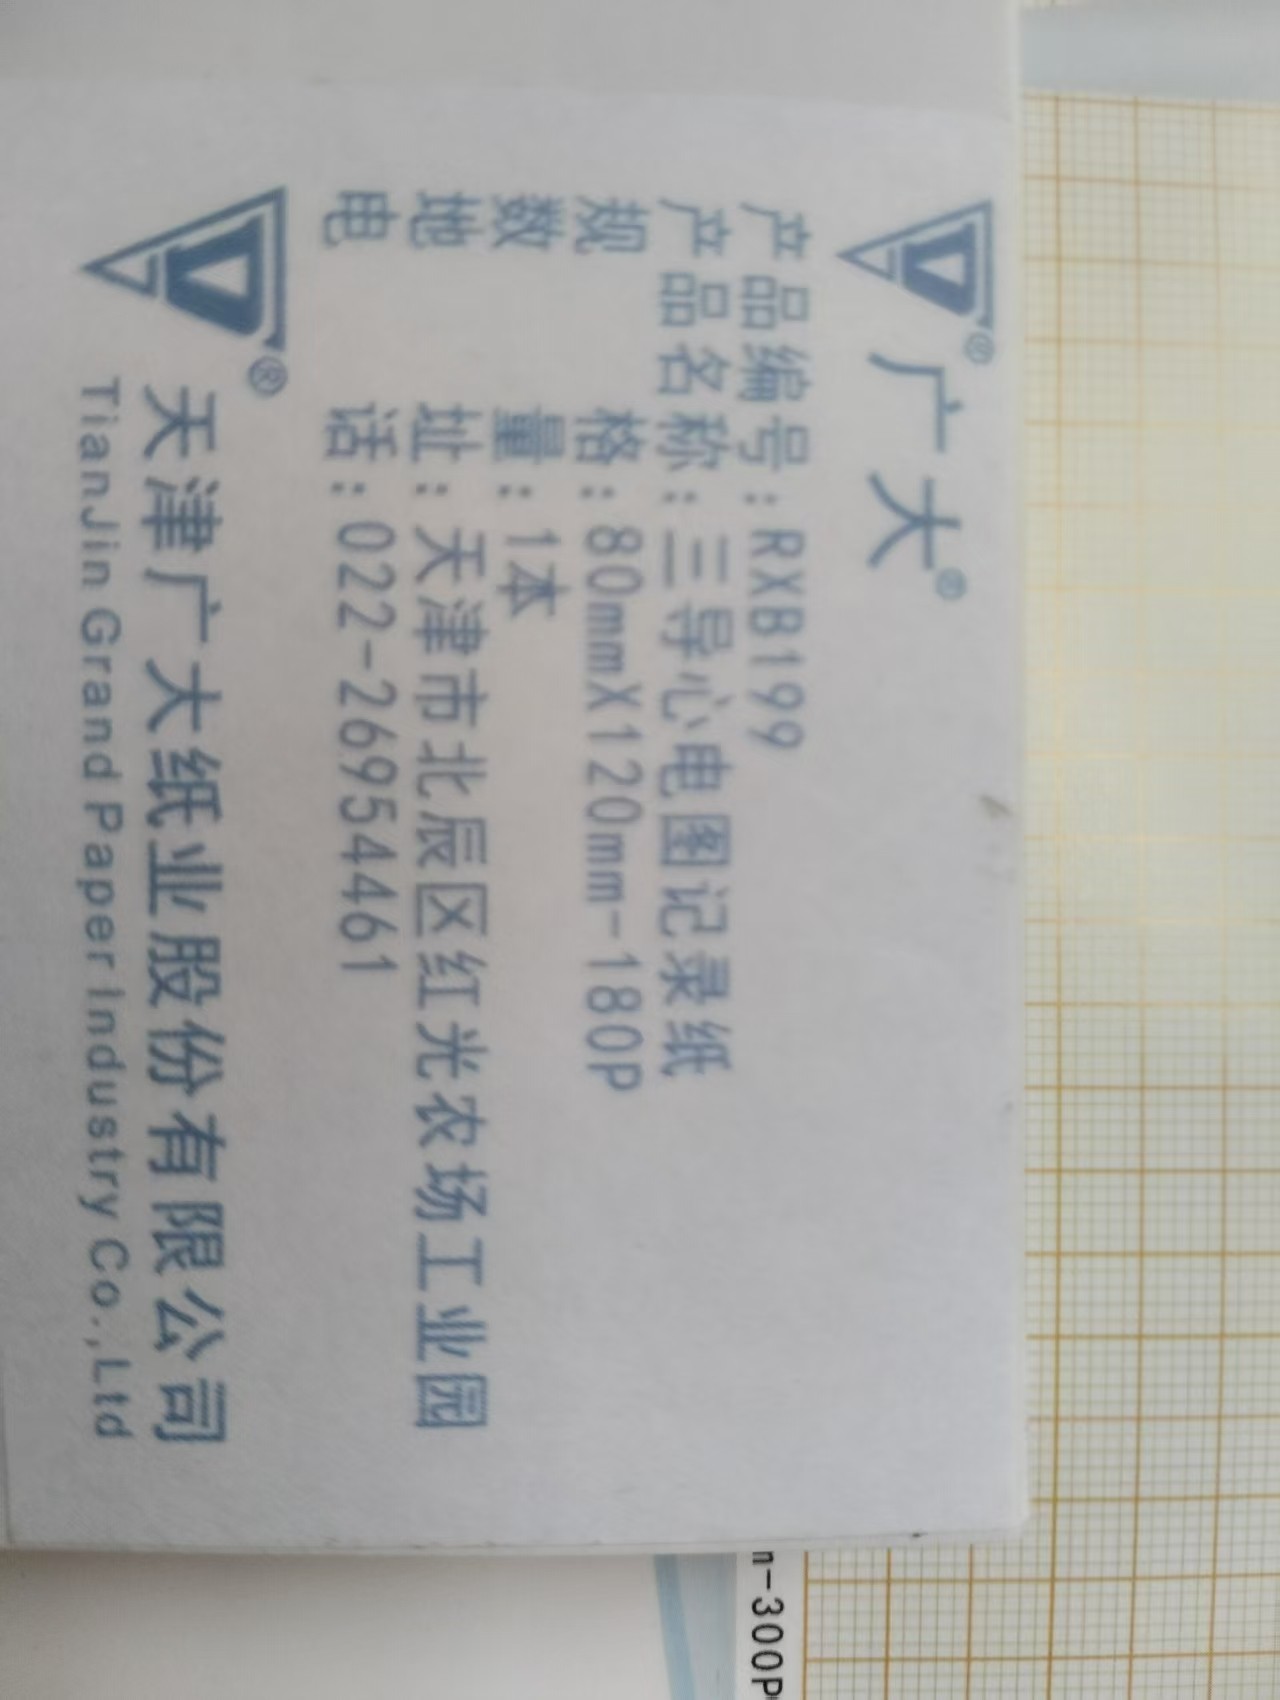 广大®
产品编号：RXB199
产品名称：三导心电图记录纸
规 格：80mmX120mm-180P
数 量：1本
地 址：天津市北辰区红光农场工业园
电 话：022-26954461
天津广大纸业股份有限公司
TianJin Grand Paper Industry Co.,Ltd
-300P